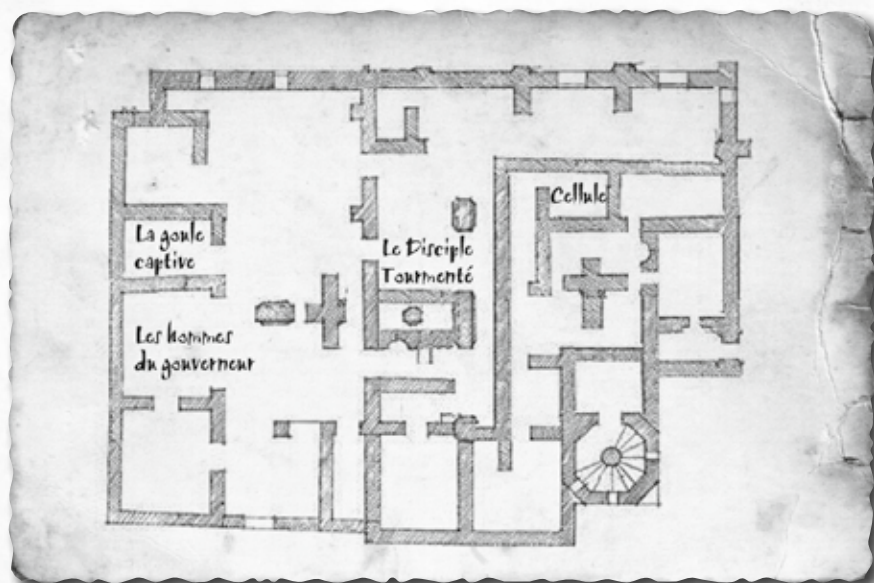 Cellule
La goule
captive
Le Disciple
Tourmenté
Les hommes
du gouverneur